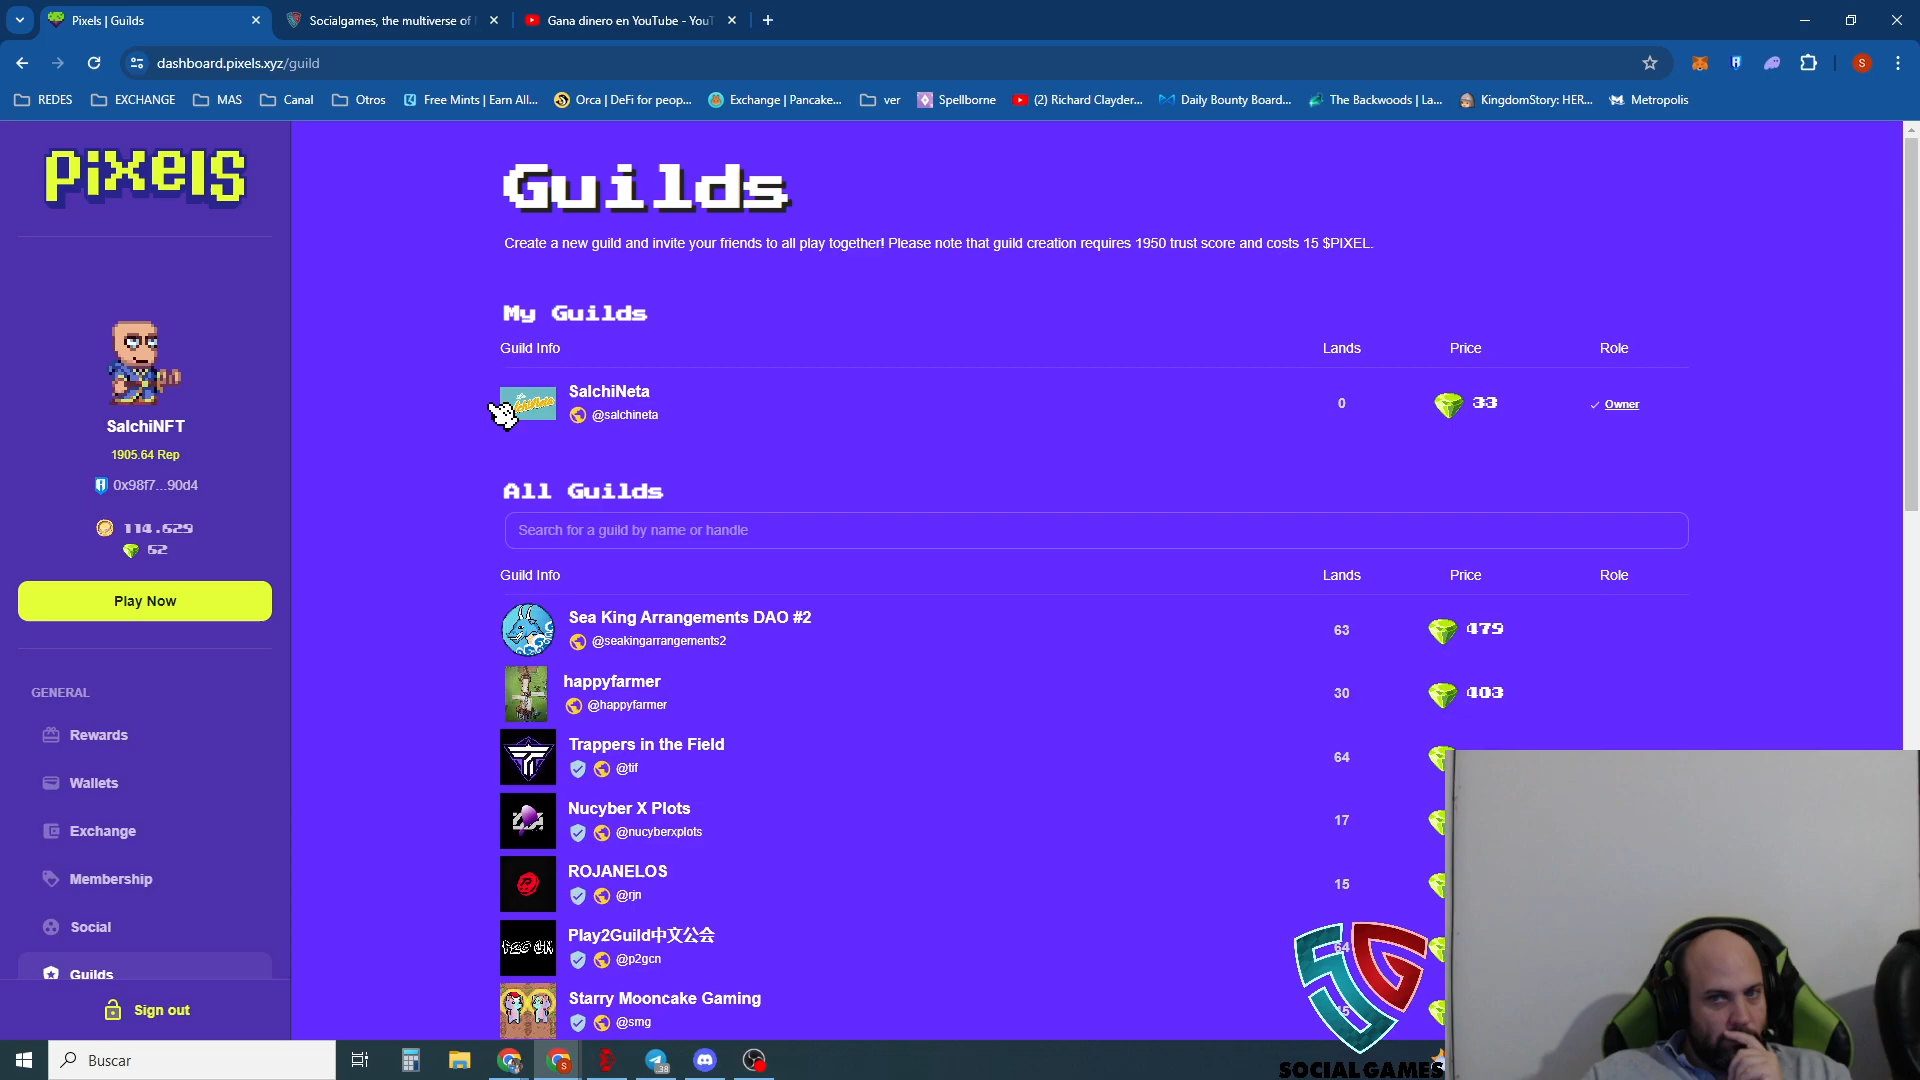 Pixels | Guilds
Socialgames, the multiverse of
Gana dinero en YouTube - You
dashboard.pixels.xyz/guild
S
REDES
EXCHANGE
MAS
Canal
Otros
Free Mints | Earn All...
Orca | DeFi for peop...
Exchange | Pancake...
ver
Spellborne
(2) Richard Clayder...
Daily Bounty Board...
The Backwoods | La...
KingdomStory: HER...
Metropolis
pixels
SalchiNFT
1905.64 Rep
0x98f7...90d4
114.629
62
Play Now
GENERAL
Rewards
Wallets
Exchange
Membership
Social
Guilds
Sign out
Guilds
Create a new guild and invite your friends to all play together! Please note that guild creation requires 1950 trust score and costs 15 $PIXEL.
My Guilds
Guild Info Lands Price Role
SalchiNeta
@salchineta
0 33 Owner
All Guilds
Search for a guild by name or handle
Guild Info Lands Price Role
Sea King Arrangements DAO #2
@seakingarrangements2
63 479
happyfarmer
@happyfarmer
30 403
Trappers in the Field
@tif
64
Nucyber X Plots
@nucyberxplots
17
ROJANELOS
@rjn
15
Play2Guild中文公会
@p2gcn
64
Starry Mooncake Gaming
@smg
SOCIAL GAMES
Buscar
38